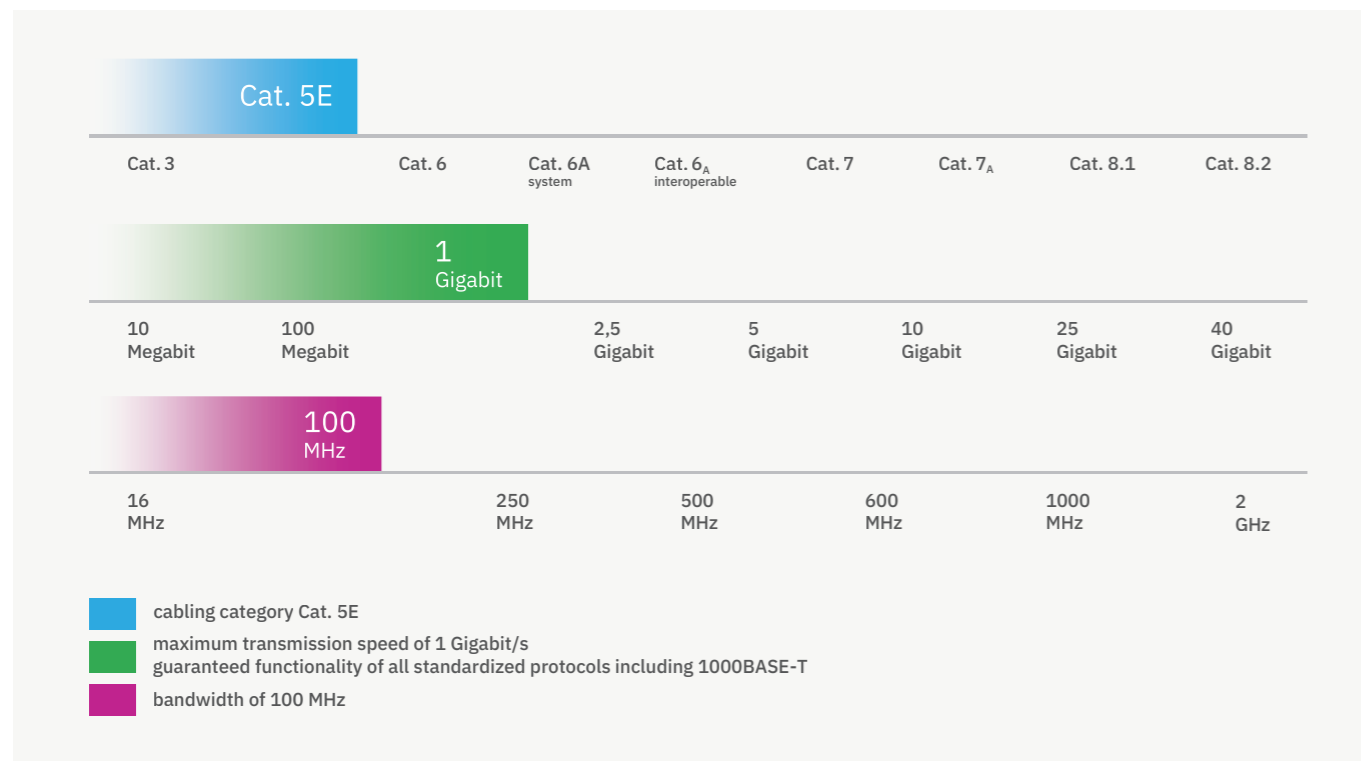 Cat. 5E
Cat. 3 Cat. 6 Cat. 6A Cat. 6A Cat. 7 Cat. 7A Cat. 8.1 Cat. 8.2
system interoperable
1
Gigabit
10 100 2,5 5 10 25 40
Megabit Megabit Gigabit Gigabit Gigabit Gigabit Gigabit
100
MHz
16 250 500 600 1000 2
MHz MHz MHz MHz MHz GHz
cabling category Cat. 5E
maximum transmission speed of 1 Gigabit/s
guaranteed functionality of all standardized protocols including 1000BASE-T
bandwidth of 100 MHz